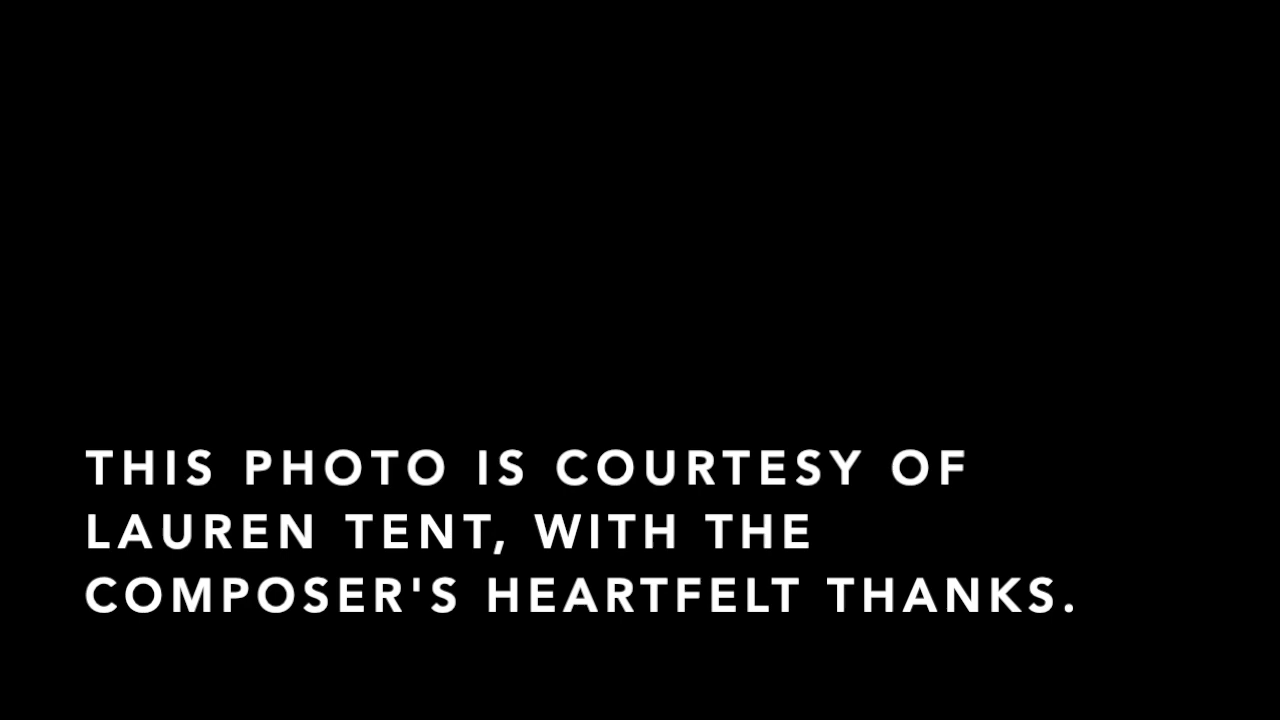 THIS PHOTO IS COURTESY OF
LAUREN TENT, WITH THE
COMPOSER'S HEARTFELT THANKS.